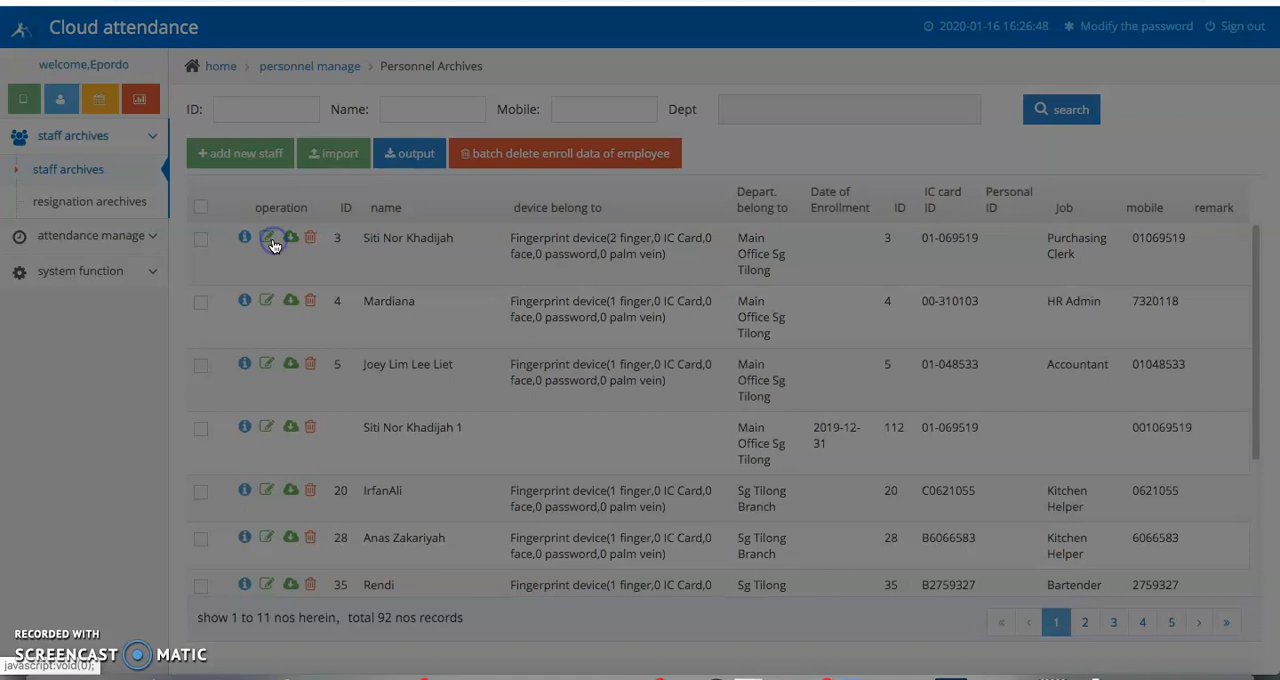 Cloud attendance
2020-01-16 16:26:48 Modify the password Sign out
welcome,Epordo
home > personnel manage > Personnel Archives
ID: Name: Mobile: Dept search
staff archives
staff archives
resignation archieves
attendance manage
system function
+ add new staff import output batch delete enroll data of employee
operation ID name device belong to Depart. belong to Date of Enrollment ID IC card ID Personal ID Job mobile remark
3 Siti Nor Khadijah Fingerprint device(2 finger,0 IC Card,0 Main 3 01-069519 Purchasing 01069519
face,0 password,0 palm vein) Office Sg Clerk
Tilong
4 Mardiana Fingerprint device(1 finger,0 IC Card,0 Main 4 00-310103 HR Admin 7320118
face,0 password,0 palm vein) Office Sg
Tilong
5 Joey Lim Lee Liet Fingerprint device(1 finger,0 IC Card,0 Main 5 01-048533 Accountant 01048533
face,0 password,0 palm vein) Office Sg
Tilong
Siti Nor Khadijah 1 Main 2019-12- 112 01-069519 001069519
Office Sg 31
Tilong
20 IrfanAli Fingerprint device(1 finger,0 IC Card,0 Sg Tilong 20 C0621055 Kitchen 0621055
face,0 password,0 palm vein) Branch Helper
28 Anas Zakariyah Fingerprint device(1 finger,0 IC Card,0 Sg Tilong 28 B6066583 Kitchen 6066583
face,0 password,0 palm vein) Branch Helper
35 Rendi Fingerprint device(1 finger,0 IC Card,0 Sg Tilong 35 B2759327 Bartender 2759327
show 1 to 11 nos herein, total 92 nos records
« ‹ 1 2 3 4 5 › »
RECORDED WITH
SCREENCAST MATIC
javascript:void(0);